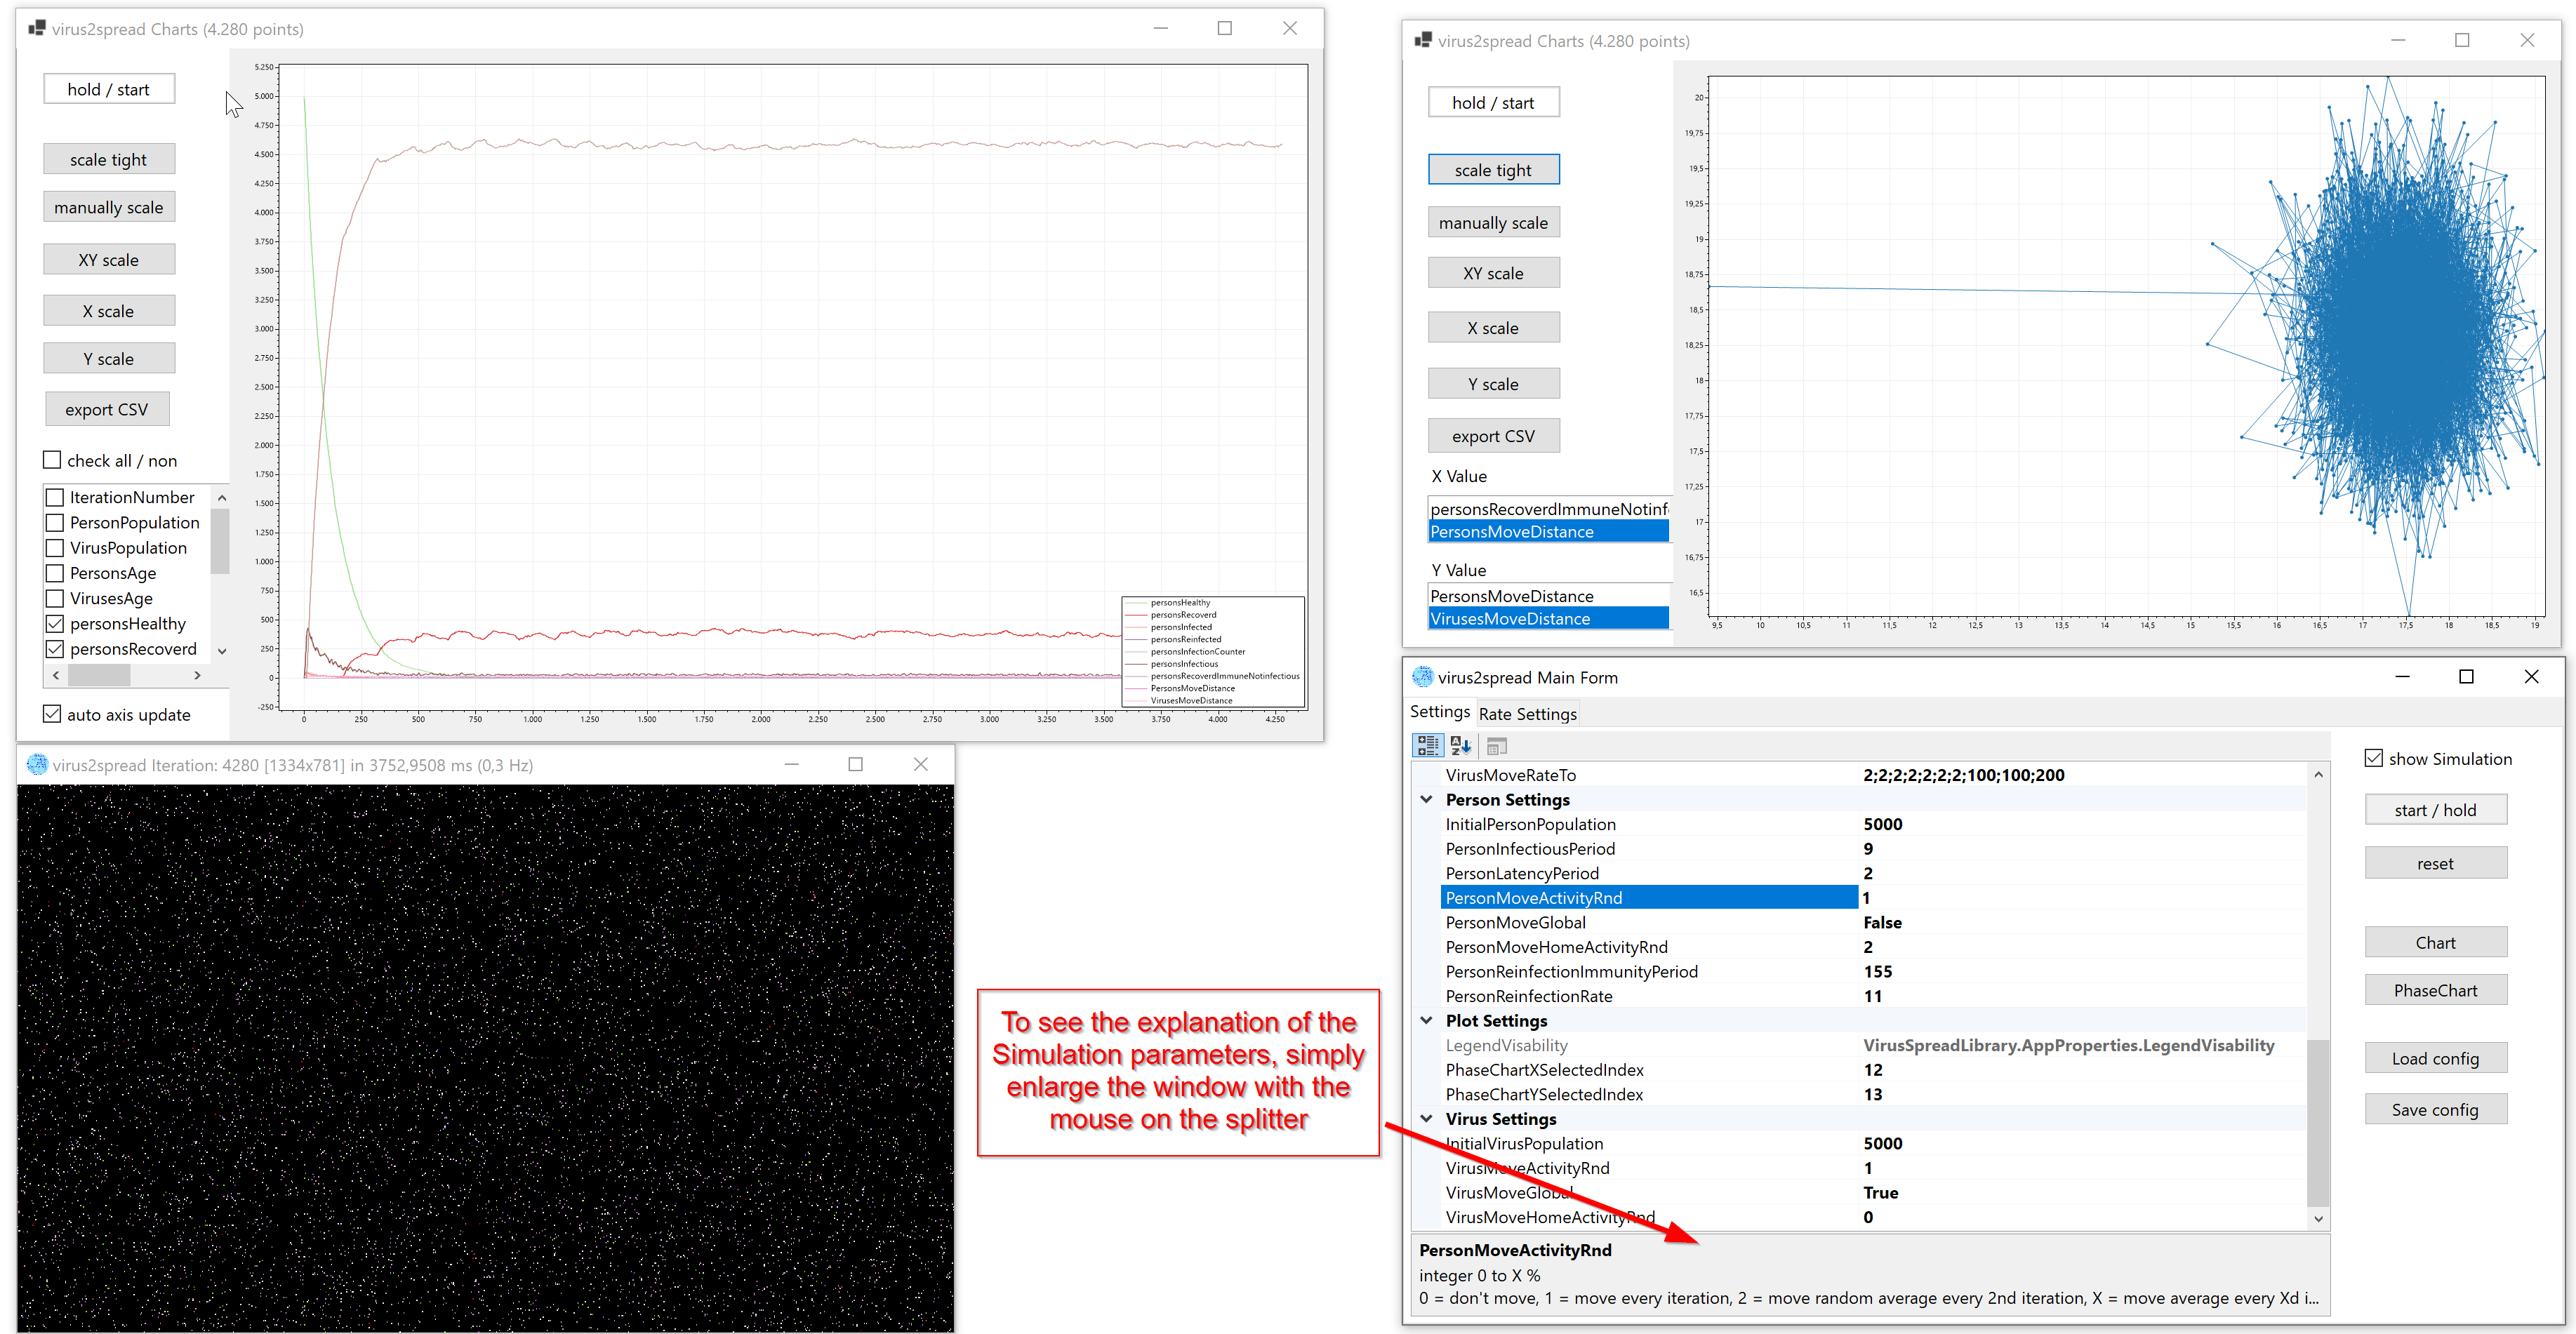 virus2spread Charts (4.280 points)
hold / start
scale tight
manually scale
XY scale
X scale
Y scale
export CSV
check all / non
IterationNumber
PersonPopulation
VirusPopulation
PersonsAge
VirusesAge
personsHealthy
personsRecoverd
auto axis update
5.250
5.000
4.750
4.500
4.250
4.000
3.750
3.500
3.250
3.000
2.750
2.500
2.250
2.000
1.750
1.500
1.250
1.000
750
500
250
0
-250
0 250 500 750 1.000 1.250 1.500 1.750 2.000 2.250 2.500 2.750 3.000 3.250 3.500 3.750 4.000 4.250
personsHealthy
personsRecoverd
personsInfected
personsReinfected
personsInfectionCounter
personsInfectious
personsRecoverdImmuneNotinfectious
PersonsMoveDistance
VirusesMoveDistance
virus2spread Charts (4.280 points)
hold / start
scale tight
manually scale
XY scale
X scale
Y scale
export CSV
X Value
personsRecoverdImmuneNotinf
PersonsMoveDistance
Y Value
PersonsMoveDistance
VirusesMoveDistance
20
19,75
19,5
19,25
19
18,75
18,5
18,25
18
17,75
17,5
17,25
17
16,75
16,5
9,5 10 10,5 11 11,5 12 12,5 13 13,5 14 14,5 15 15,5 16 16,5 17 17,5 18 18,5 19
virus2spread Iteration: 4280 [1334x781] in 3752,9508 ms (0,3 Hz)
To see the explanation of the
Simulation parameters, simply
enlarge the window with the
mouse on the splitter
virus2spread Main Form
Settings Rate Settings
VirusMoveRateTo 2;2;2;2;2;2;2;100;100;200
Person Settings
InitialPersonPopulation 5000
PersonInfectiousPeriod 9
PersonLatencyPeriod 2
PersonMoveActivityRnd 1
PersonMoveGlobal False
PersonMoveHomeActivityRnd 2
PersonReinfectionImmunityPeriod 155
PersonReinfectionRate 11
Plot Settings
LegendVisability VirusSpreadLibrary.AppProperties.LegendVisability
PhaseChartXSelectedIndex 12
PhaseChartYSelectedIndex 13
Virus Settings
InitialVirusPopulation 5000
VirusMoveActivityRnd 1
VirusMoveGlobal True
VirusMoveHomeActivityRnd 0
PersonMoveActivityRnd
integer 0 to X %
0 = don't move, 1 = move every iteration, 2 = move random average every 2nd iteration, X = move average every Xd i...
show Simulation
start / hold
reset
Chart
PhaseChart
Load config
Save config